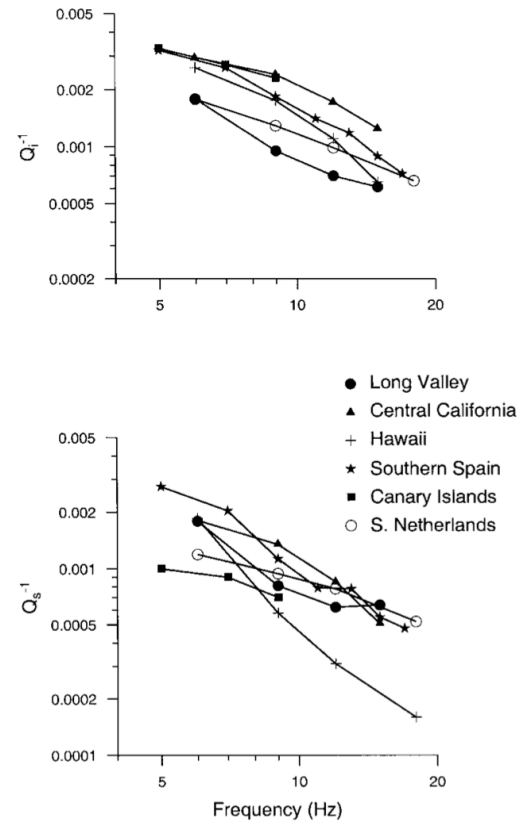 0.005
0.002
0.001
0.0005
0.0002
Qi-1
5 10 20
Long Valley
Central California
Hawaii
Southern Spain
Canary Islands
S. Netherlands
0.005
0.002
0.001
0.0005
0.0002
0.0001
Qs-1
5 10 20
Frequency (Hz)